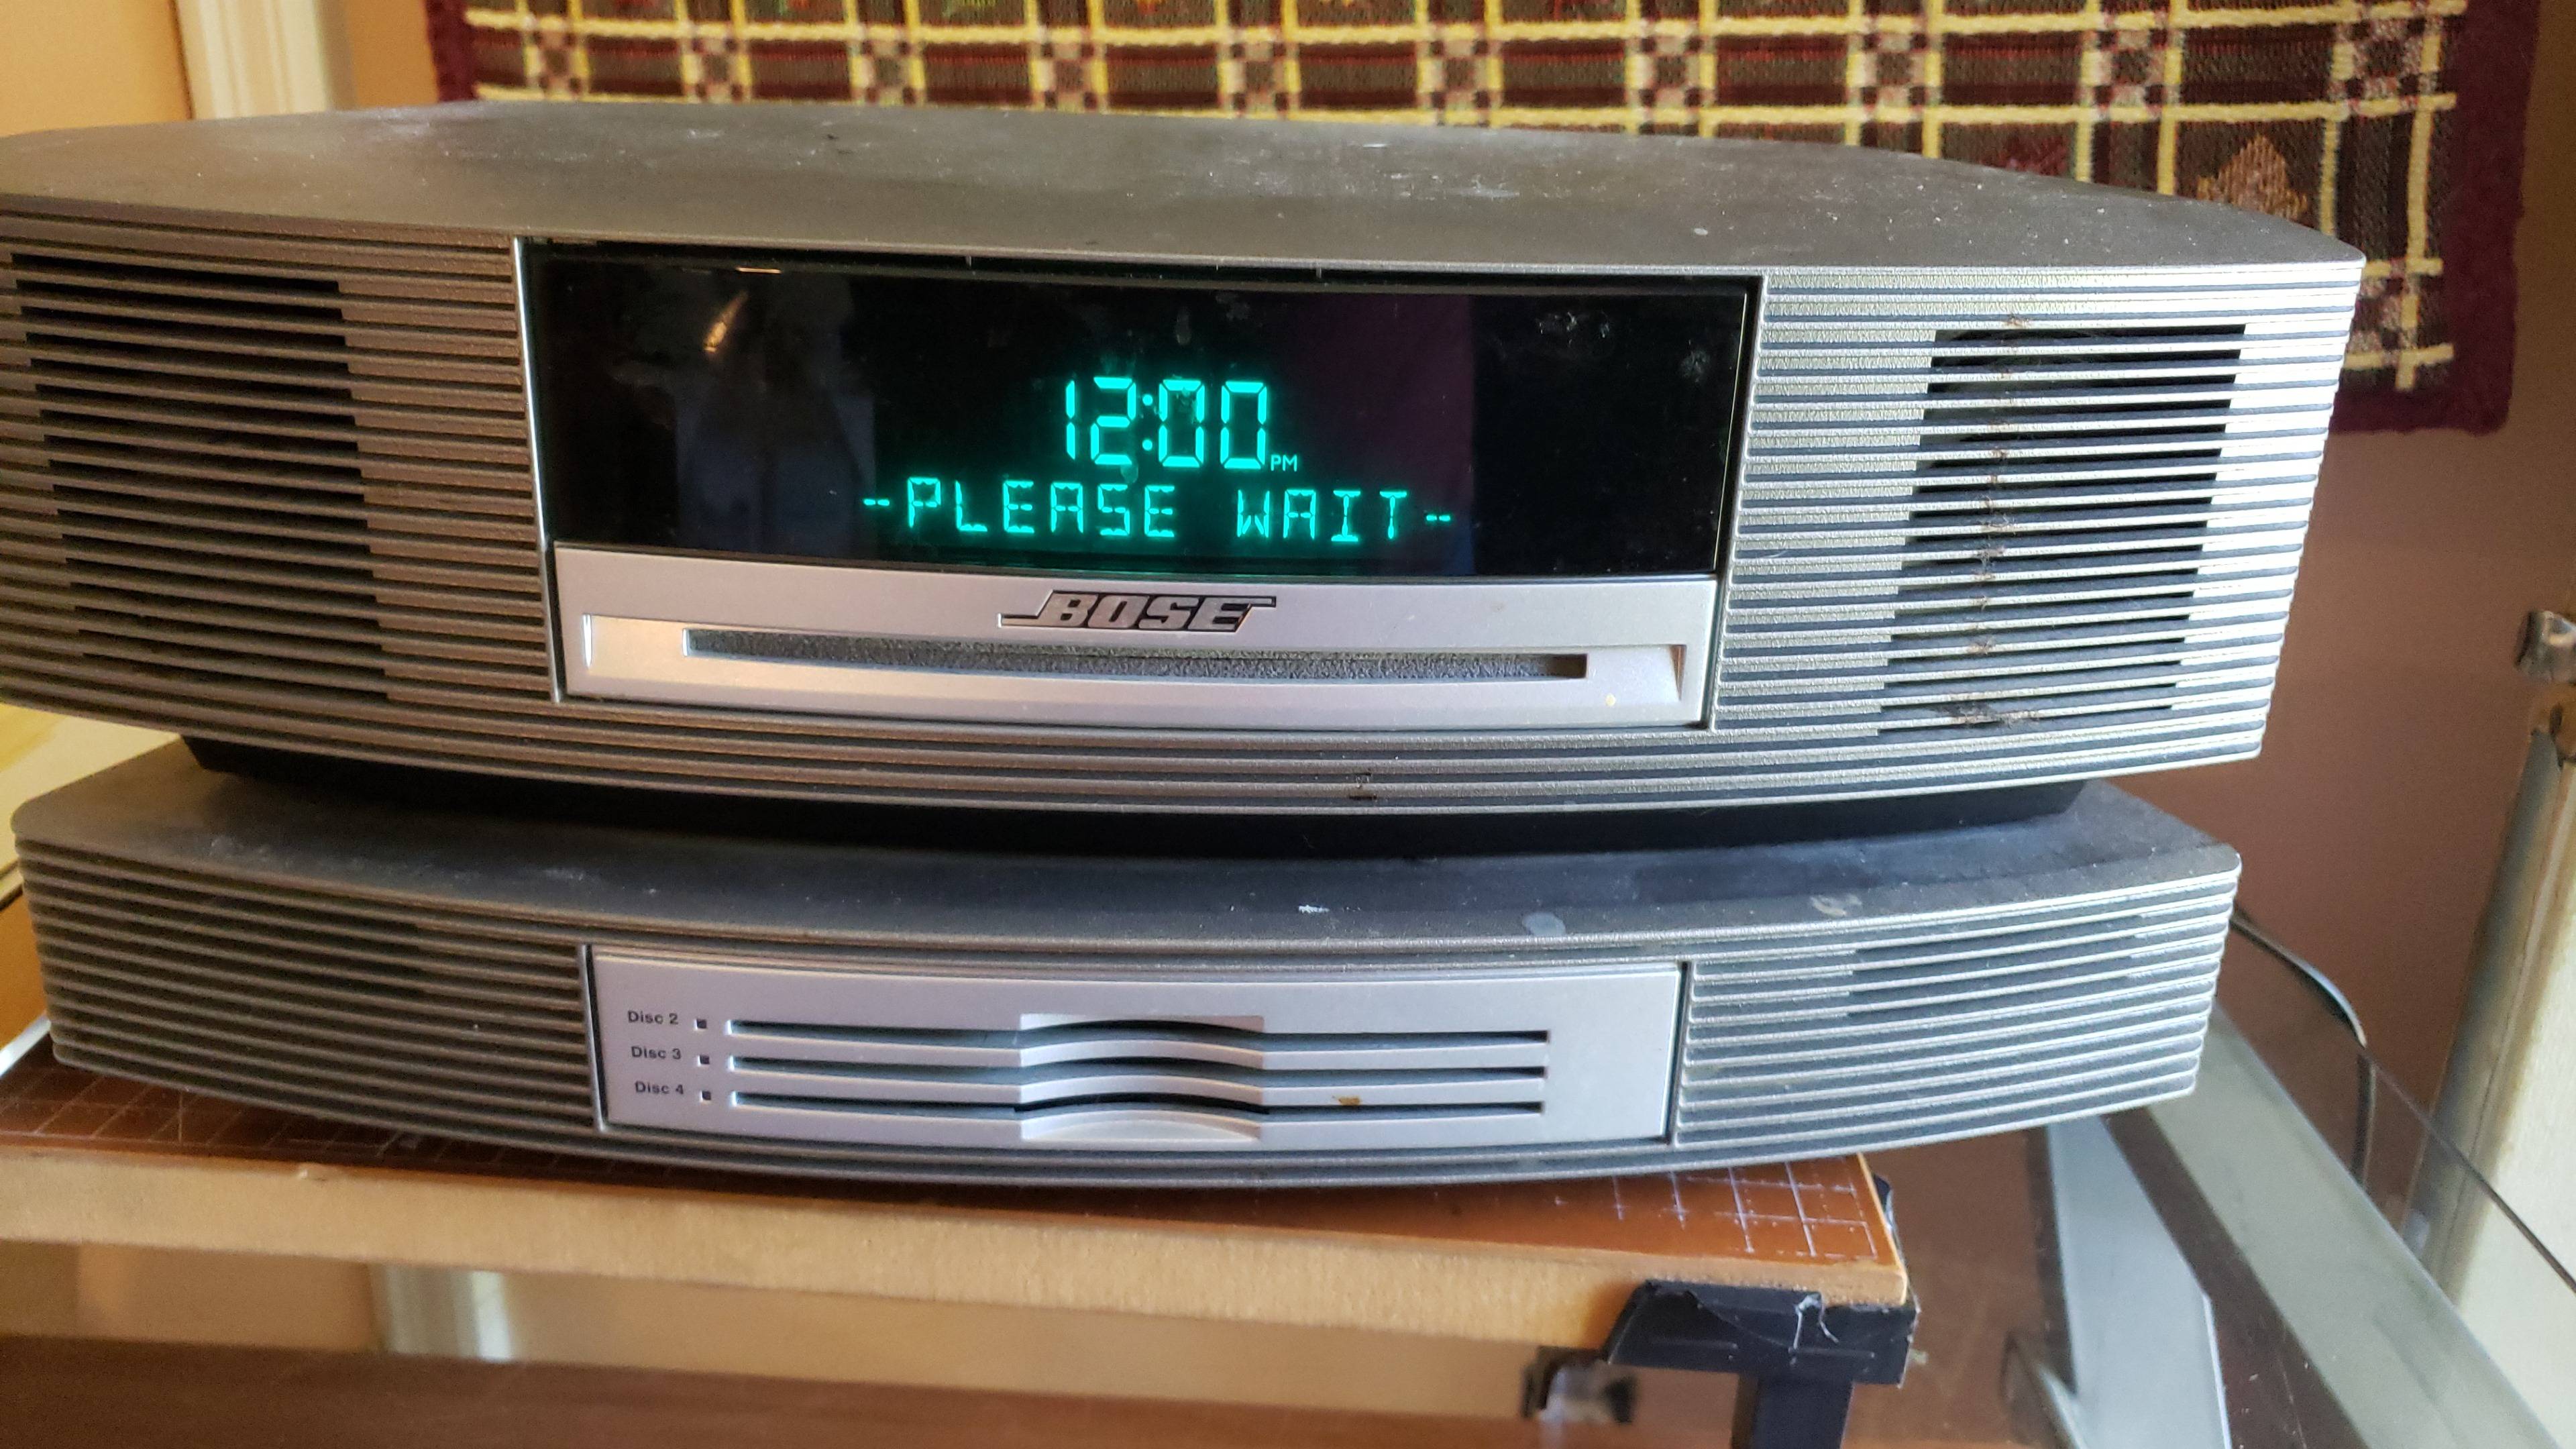 12:00 PM
-PLEASE WAIT-
BOSE
Disc 2
Disc 3
Disc 4